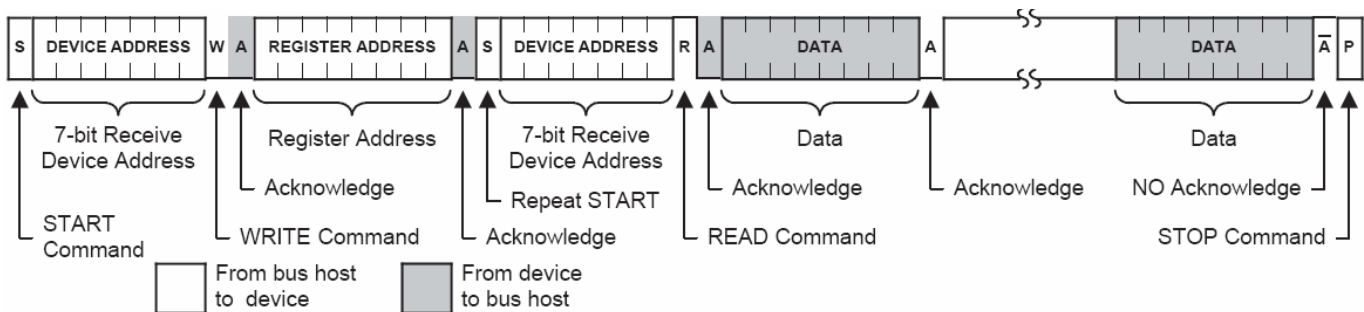 S DEVICE ADDRESS W A REGISTER ADDRESS A S DEVICE ADDRESS R A DATA A DATA A̅ P
7-bit Receive
Device Address
Register Address
7-bit Receive
Device Address
Data
Data
Acknowledge
Repeat START
Acknowledge
Acknowledge
NO Acknowledge
START
Command
WRITE Command
Acknowledge
READ Command
STOP Command
From bus host
to device
From device
to bus host